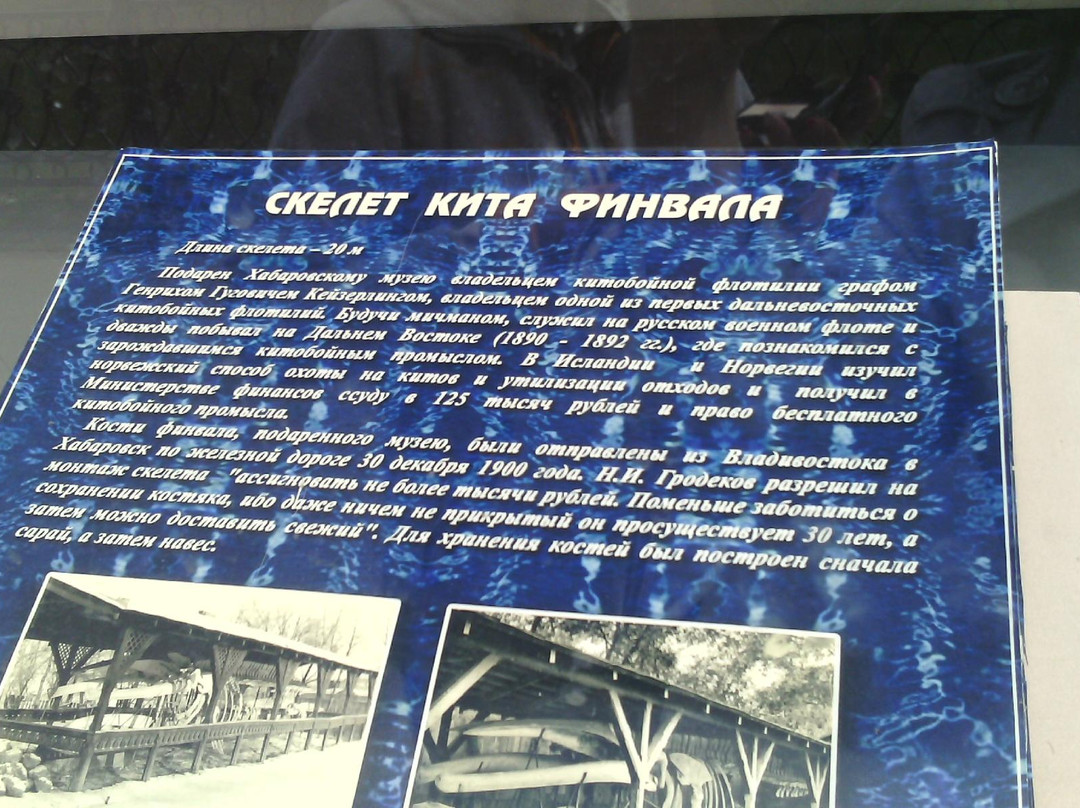 СКЕЛЕТ КИТА ФИНВАЛА
Длина скелета – 20 м
Подарен Хабаровскому музею владельцем китобойной флотилии графом
Генрихом Гуговичем Кейзерлингом, владельцем одной из первых дальневосточных
китобойных флотилий. Будучи мичманом, служил на русском военном флоте и
дважды побывал на Дальнем Востоке (1890 - 1892 гг.), где познакомился с
зарождавшимся китобойным промыслом. В Исландии и Норвегии изучил
норвежский способ охоты на китов и утилизации отходов и получил в
Министерстве финансов ссуду в 125 тысяч рублей и право бесплатного
китобойного промысла.
Кости финвала, подаренного музею, были отправлены из Владивостока в
Хабаровск по железной дороге 30 декабря 1900 года. Н.И. Гродеков разрешил на
монтаж скелета "ассигновать не более тысячи рублей. Поменьше заботиться о
сохранении костяка, ибо даже ничем не прикрытый он просуществует 30 лет, а
затем можно доставить свежий". Для хранения костей был построен сначала
сарай, а затем навес.